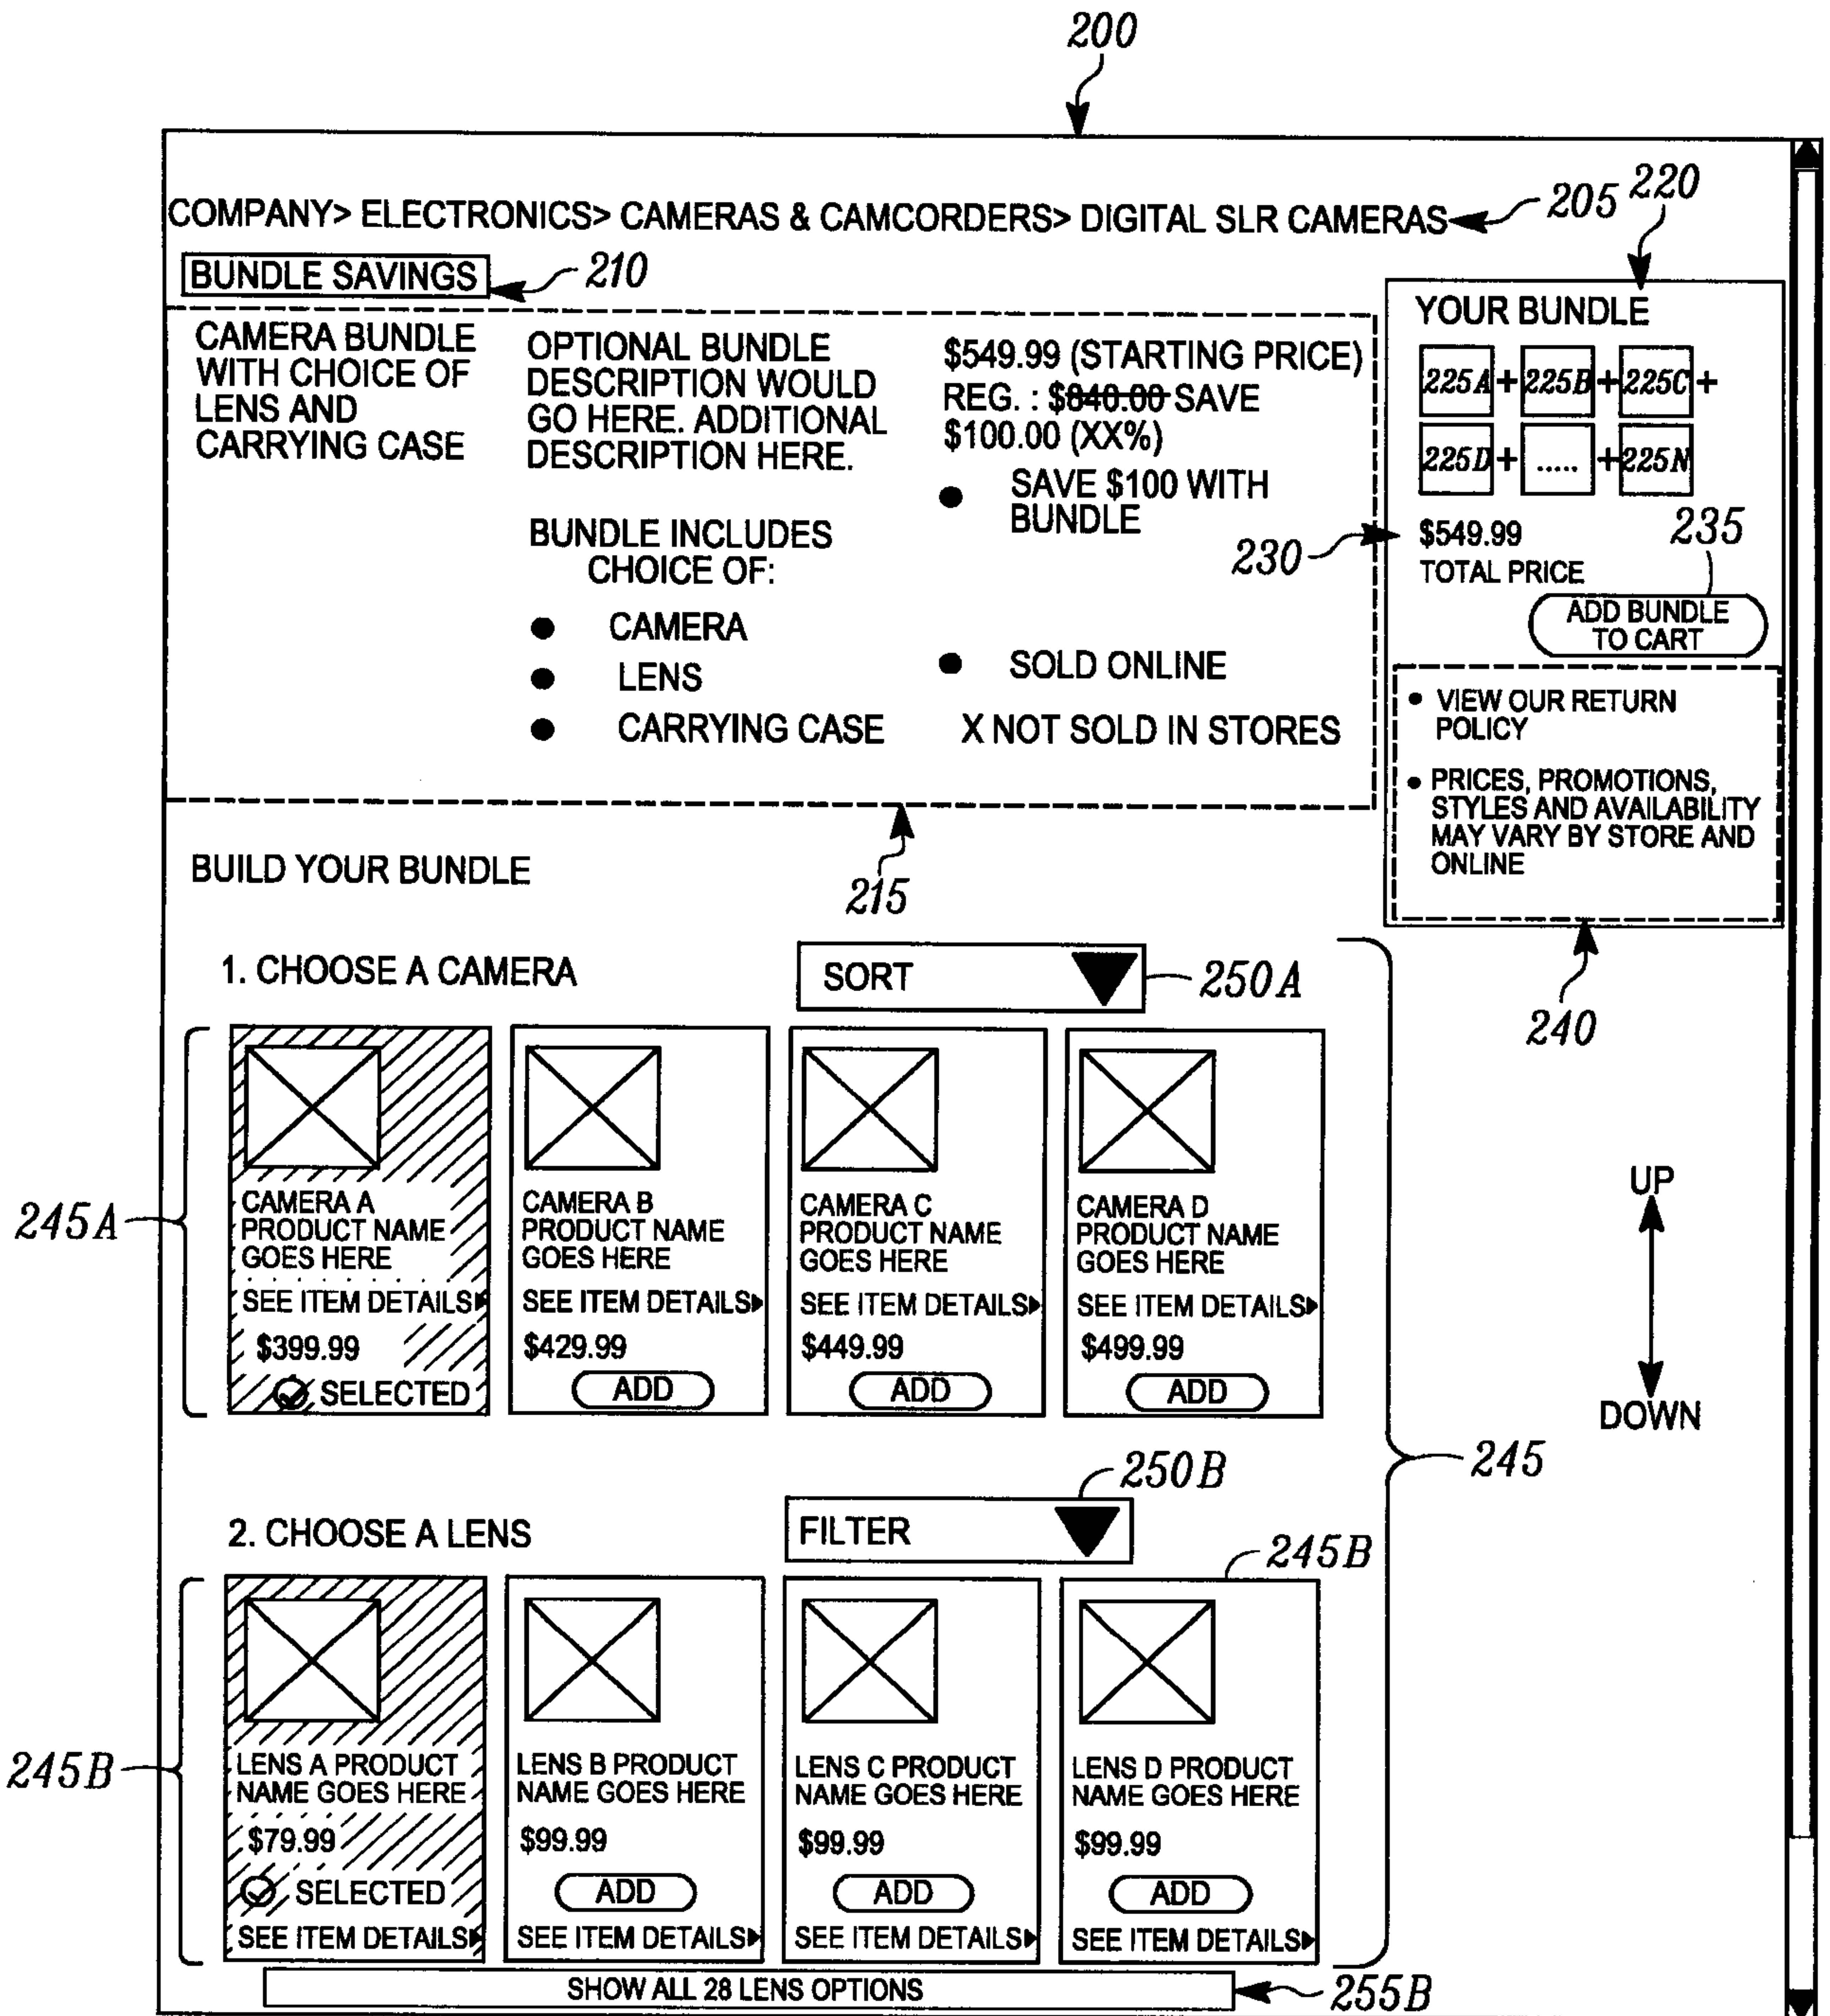 200
COMPANY> ELECTRONICS> CAMERAS & CAMCORDERS> DIGITAL SLR CAMERAS
205
220
BUNDLE SAVINGS
210
CAMERA BUNDLE
WITH CHOICE OF
LENS AND
CARRYING CASE
OPTIONAL BUNDLE
DESCRIPTION WOULD
GO HERE. ADDITIONAL
DESCRIPTION HERE.
BUNDLE INCLUDES
CHOICE OF:
● CAMERA
● LENS
● CARRYING CASE
$549.99 (STARTING PRICE)
REG. : $840.00 SAVE
$100.00 (XX%)
● SAVE $100 WITH
BUNDLE
● SOLD ONLINE
X NOT SOLD IN STORES
215
YOUR BUNDLE
225A + 225B + 225C +
225D + ..... + 225N
230
$549.99
TOTAL PRICE
235
ADD BUNDLE
TO CART
• VIEW OUR RETURN
POLICY
• PRICES, PROMOTIONS,
STYLES AND AVAILABILITY
MAY VARY BY STORE AND
ONLINE
240
BUILD YOUR BUNDLE
1. CHOOSE A CAMERA
SORT
250A
245A
CAMERA A
PRODUCT NAME
GOES HERE
SEE ITEM DETAILS
$399.99
SELECTED
CAMERA B
PRODUCT NAME
GOES HERE
SEE ITEM DETAILS
$429.99
ADD
CAMERA C
PRODUCT NAME
GOES HERE
SEE ITEM DETAILS
$449.99
ADD
CAMERA D
PRODUCT NAME
GOES HERE
SEE ITEM DETAILS
$499.99
ADD
UP
DOWN
245
2. CHOOSE A LENS
FILTER
250B
245B
245B
LENS A PRODUCT
NAME GOES HERE
$79.99
SELECTED
SEE ITEM DETAILS
LENS B PRODUCT
NAME GOES HERE
$99.99
ADD
SEE ITEM DETAILS
LENS C PRODUCT
NAME GOES HERE
$99.99
ADD
SEE ITEM DETAILS
LENS D PRODUCT
NAME GOES HERE
$99.99
ADD
SEE ITEM DETAILS
SHOW ALL 28 LENS OPTIONS
255B